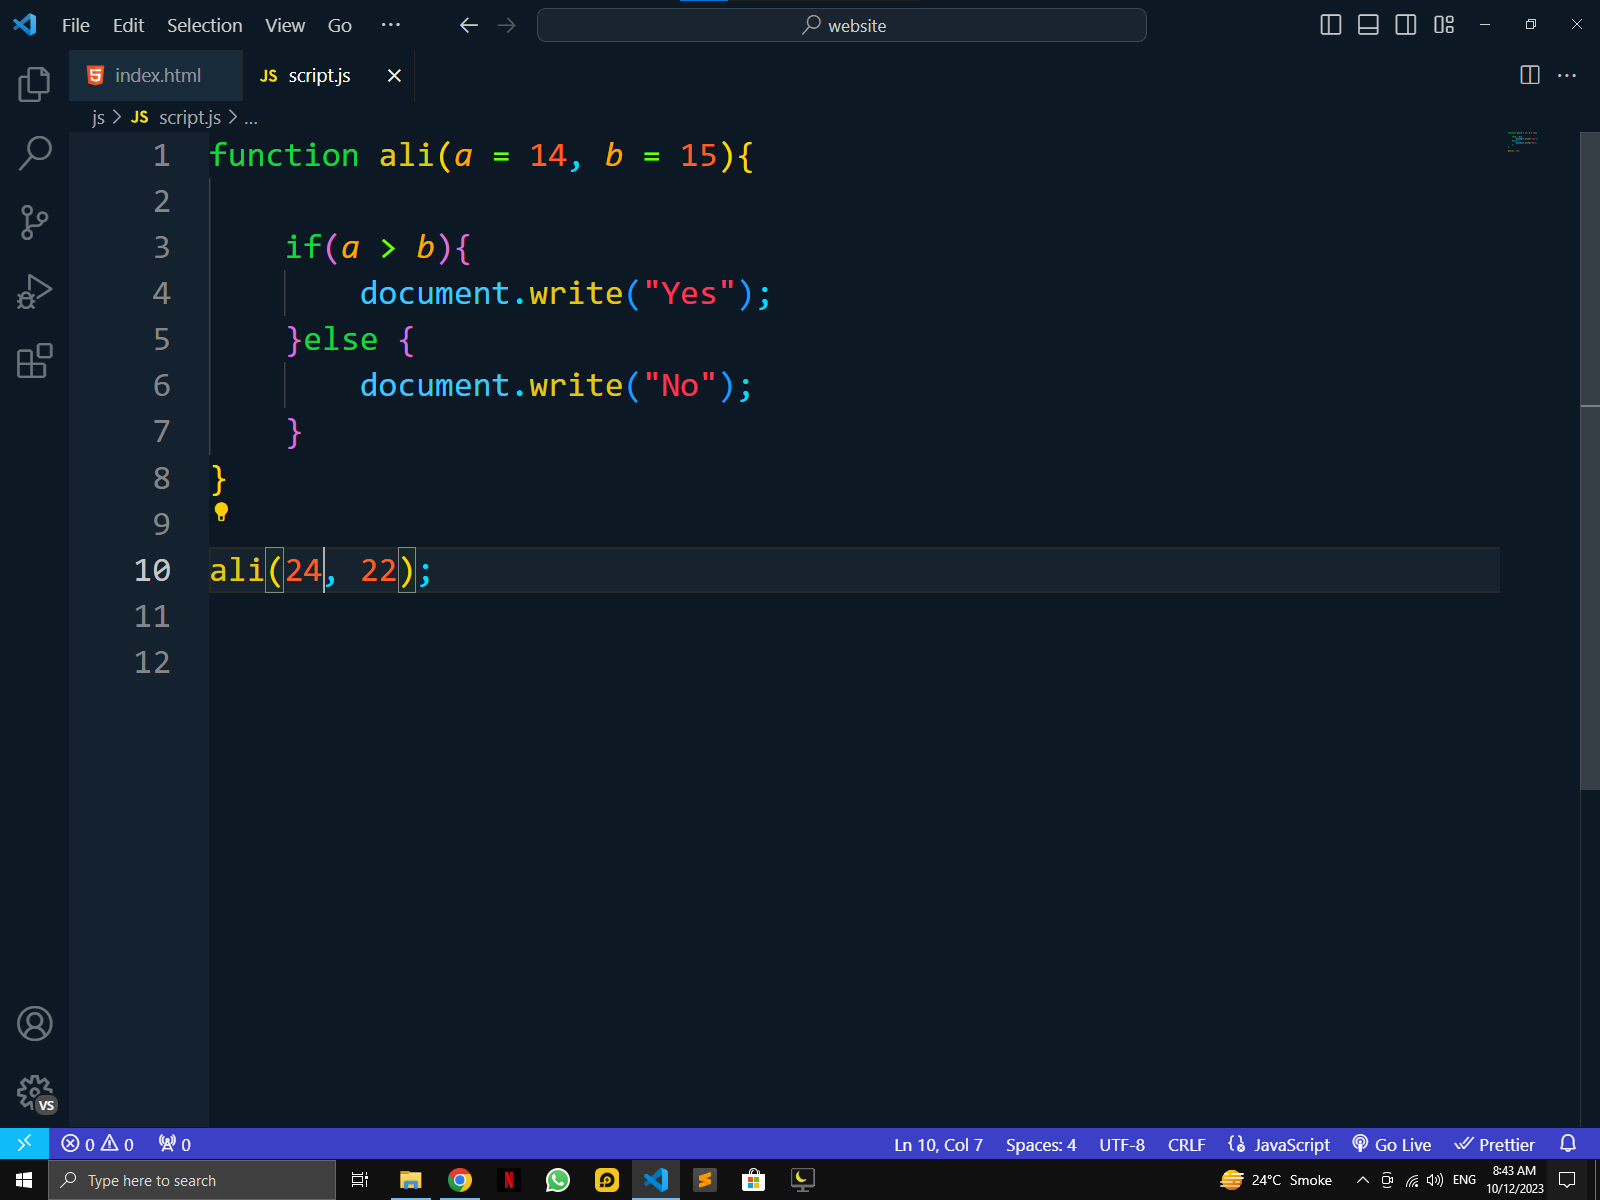 File Edit Selection View Go ··· website
index.html JS script.js
js > JS script.js > ...
1 function ali(a = 14, b = 15){
2
3     if(a > b){
4         document.write("Yes");
5     }else {
6         document.write("No");
7     }
8 }
9
10 ali(24, 22);
11
12
VS
0 0 0 Ln 10, Col 7 Spaces: 4 UTF-8 CRLF JavaScript Go Live Prettier
Type here to search 24°C Smoke ENG 8:43 AM
10/12/2023